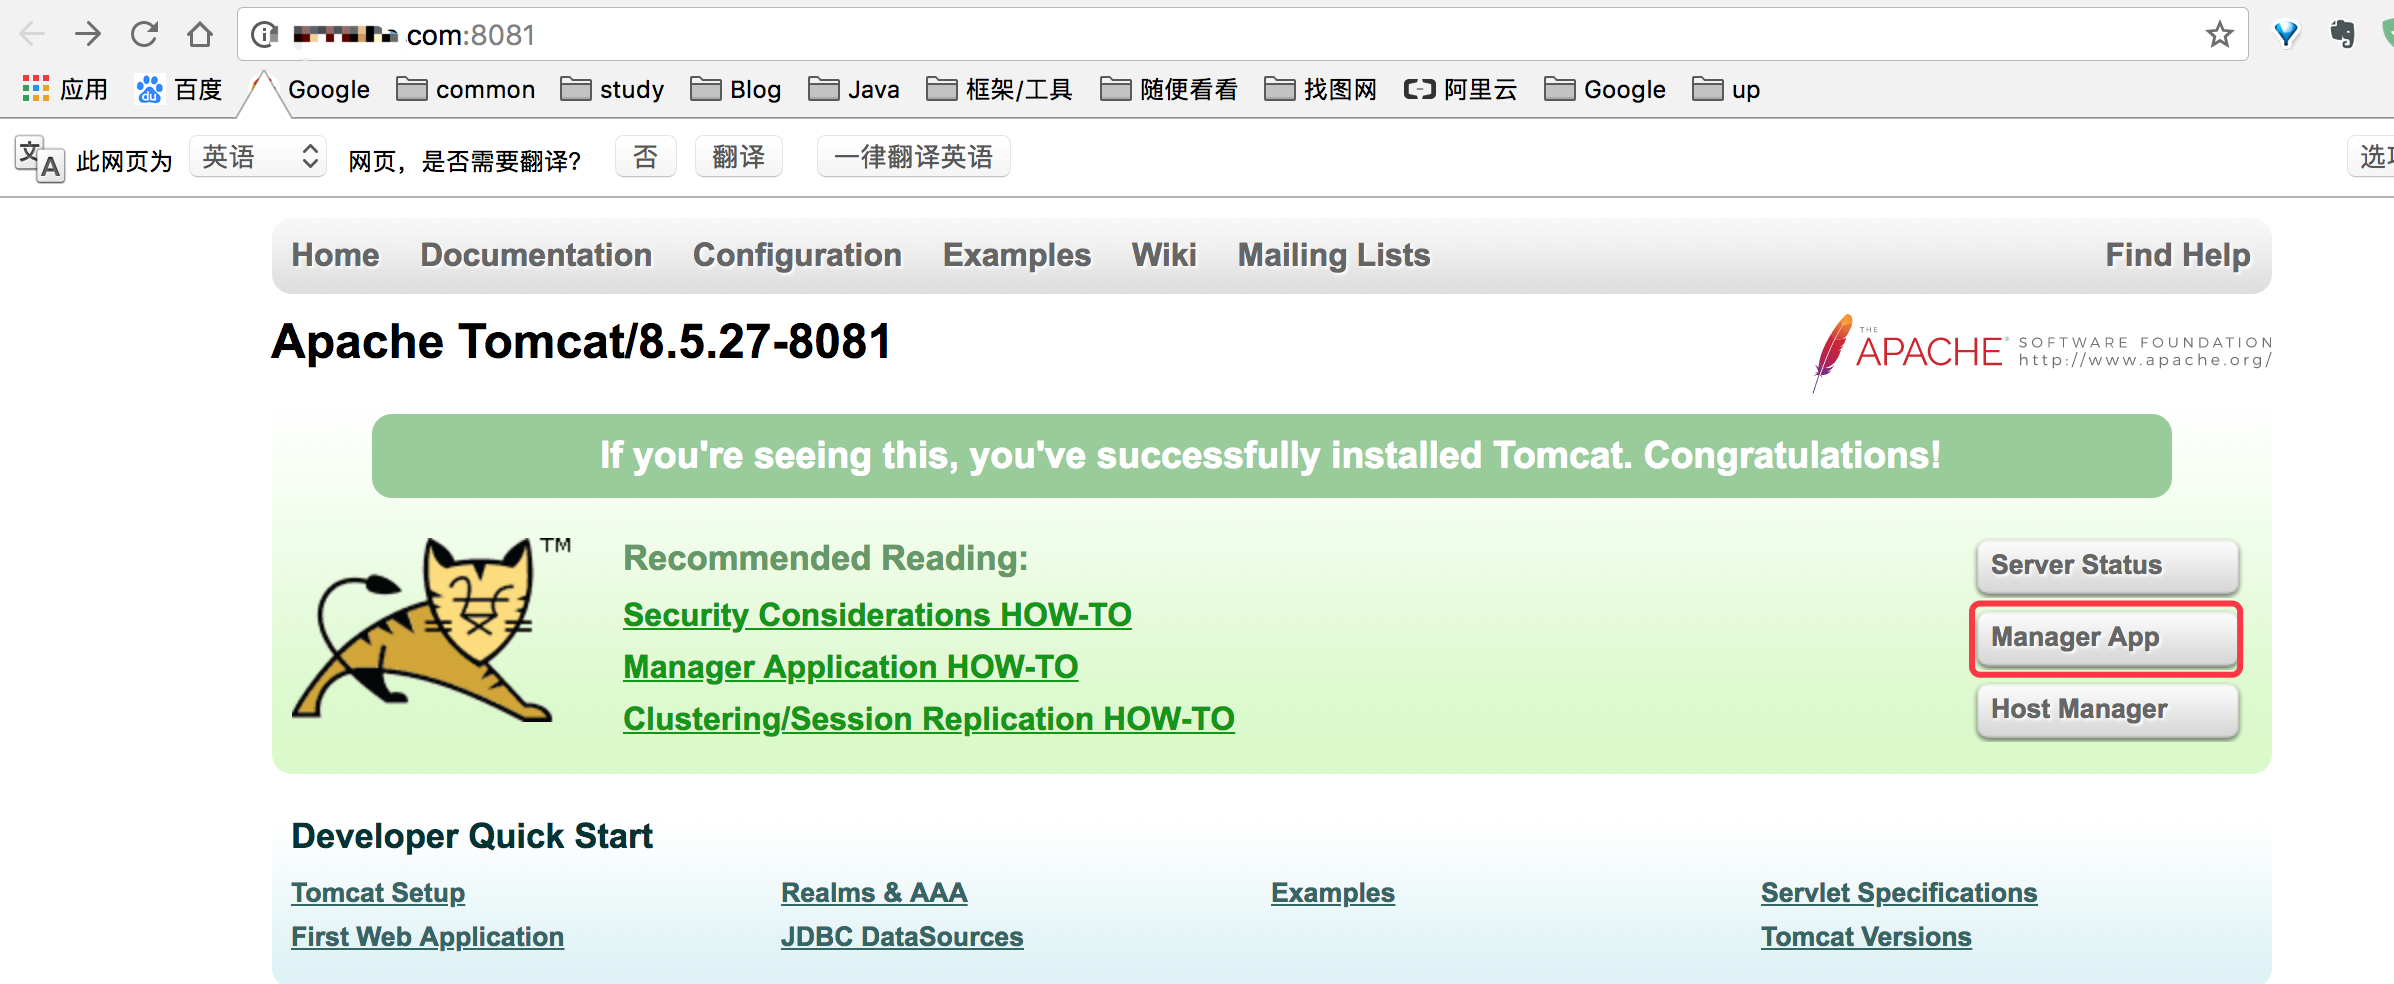 com:8081
应用 百度 Google common study Blog Java 框架/工具 随便看看 找图网 阿里云 Google up
此网页为 英语 网页，是否需要翻译？ 否 翻译 一律翻译英语
Home Documentation Configuration Examples Wiki Mailing Lists Find Help
Apache Tomcat/8.5.27-8081
THE APACHE® SOFTWARE FOUNDATION
http://www.apache.org/
If you're seeing this, you've successfully installed Tomcat. Congratulations!
TM
Recommended Reading:
Security Considerations HOW-TO
Manager Application HOW-TO
Clustering/Session Replication HOW-TO
Server Status
Manager App
Host Manager
Developer Quick Start
Tomcat Setup Realms & AAA Examples Servlet Specifications
First Web Application JDBC DataSources Tomcat Versions